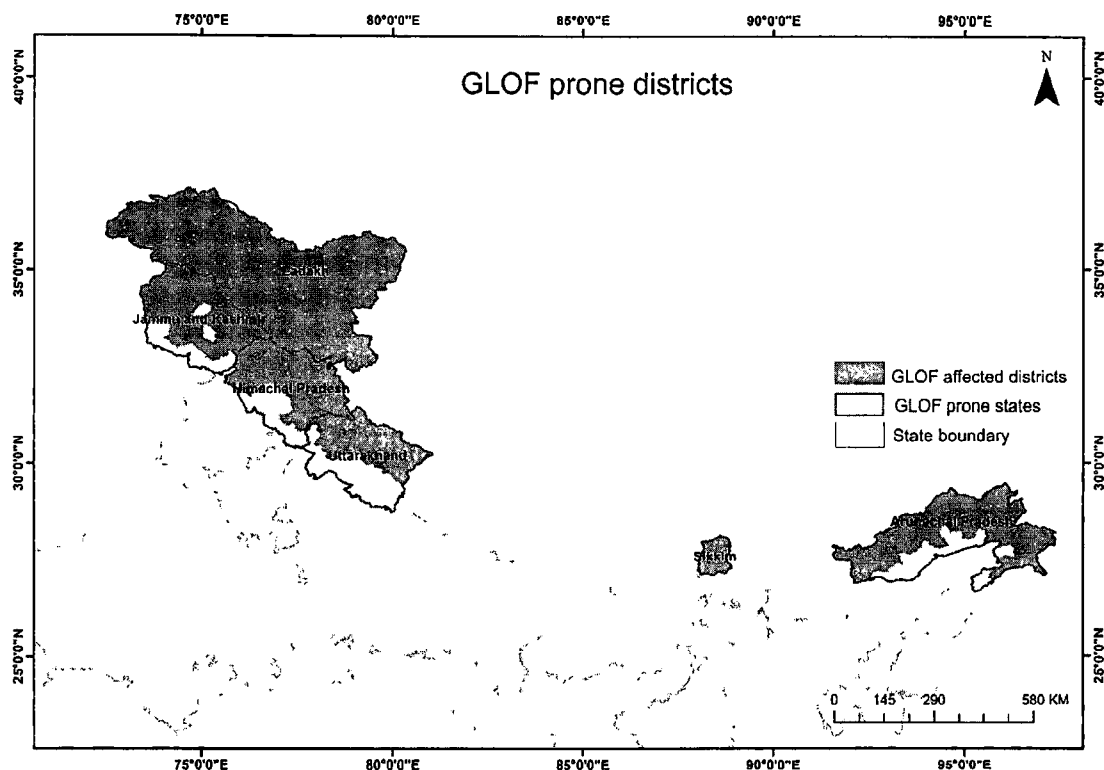 75°0'0"E 80°0'0"E 85°0'0"E 90°0'0"E 95°0'0"E
GLOF prone districts
N
40°0'0"N
40°0'0"N
35°0'0"N
35°0'0"N
30°0'0"N
30°0'0"N
25°0'0"N
25°0'0"N
Ladakh
Jammu and Kashmir
Himachal Pradesh
Uttarakhand
Sikkim
Arunachal Pradesh
GLOF affected districts
GLOF prone states
State boundary
0 145 290 580 KM
75°0'0"E 80°0'0"E 85°0'0"E 90°0'0"E 95°0'0"E